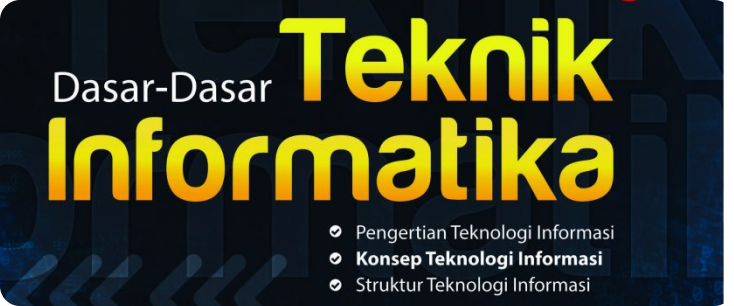 Dasar-Dasar Teknik
Informatika
Pengertian Teknologi Informasi
Konsep Teknologi Informasi
Struktur Teknologi Informasi